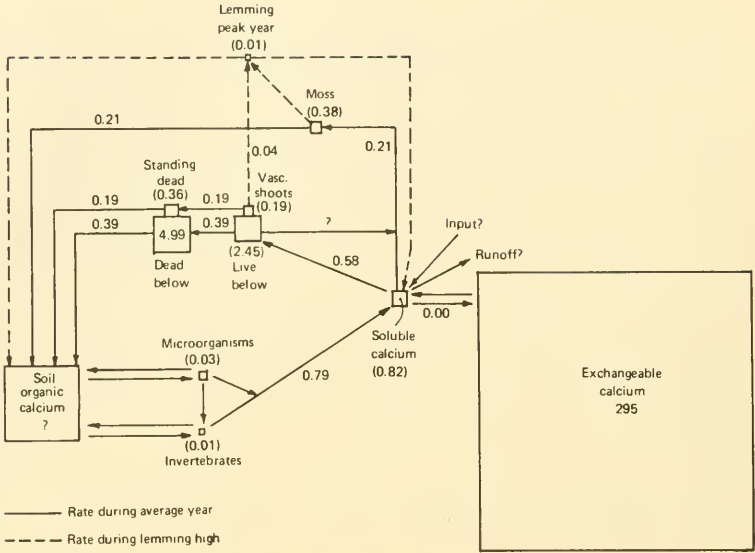 Lemming
peak year
(0.01)
Moss
(0.38)
0.21
0.21
0.04
Standing
dead
(0.36)
Vasc.
shoots
(0.19)
0.19
0.19
0.39
0.39
4.99
?
Dead
below
(2.45)
Live
below
0.58
Input?
Runoff?
0.00
Soluble
calcium
(0.82)
Exchangeable
calcium
295
Microorganisms
(0.03)
0.79
Soil
organic
calcium
?
(0.01)
Invertebrates
Rate during average year
Rate during lemming high